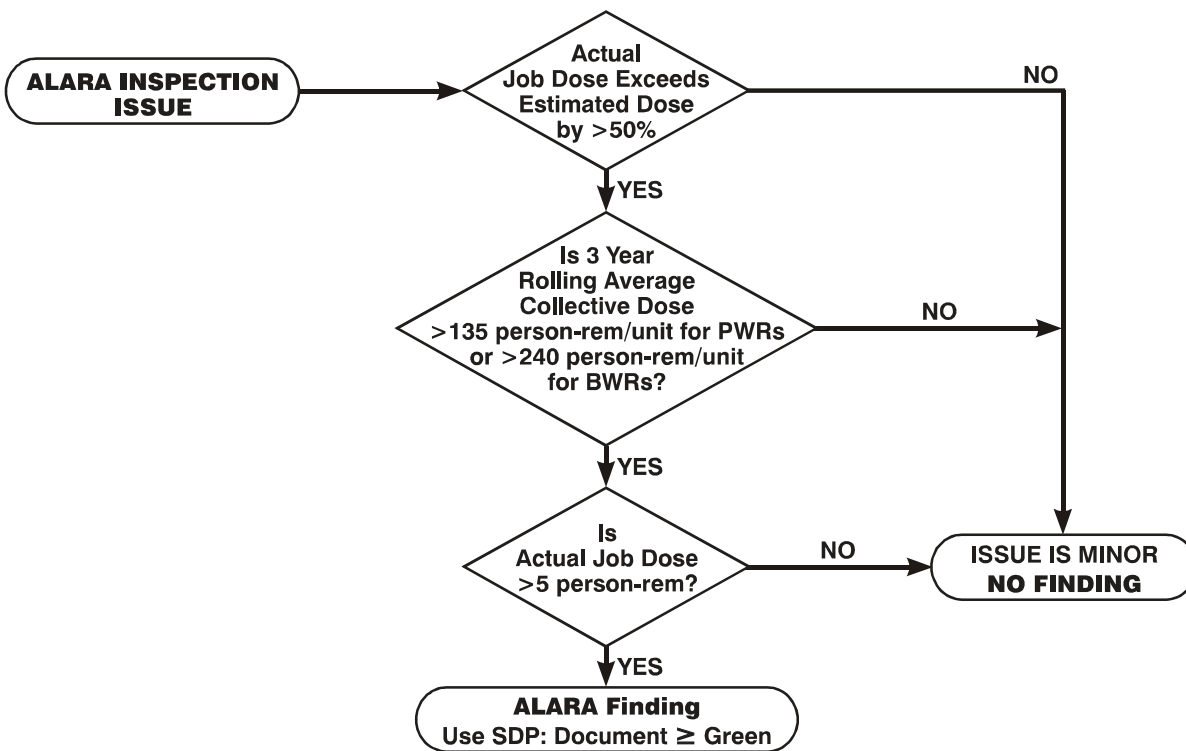 ALARA INSPECTION
ISSUE
Actual
Job Dose Exceeds
Estimated Dose
by >50%
NO
YES
Is 3 Year
Rolling Average
Collective Dose
>135 person-rem/unit for PWRs
or >240 person-rem/unit
for BWRs?
NO
YES
Is
Actual Job Dose
>5 person-rem?
NO
ISSUE IS MINOR
NO FINDING
YES
ALARA Finding
Use SDP: Document ≥ Green